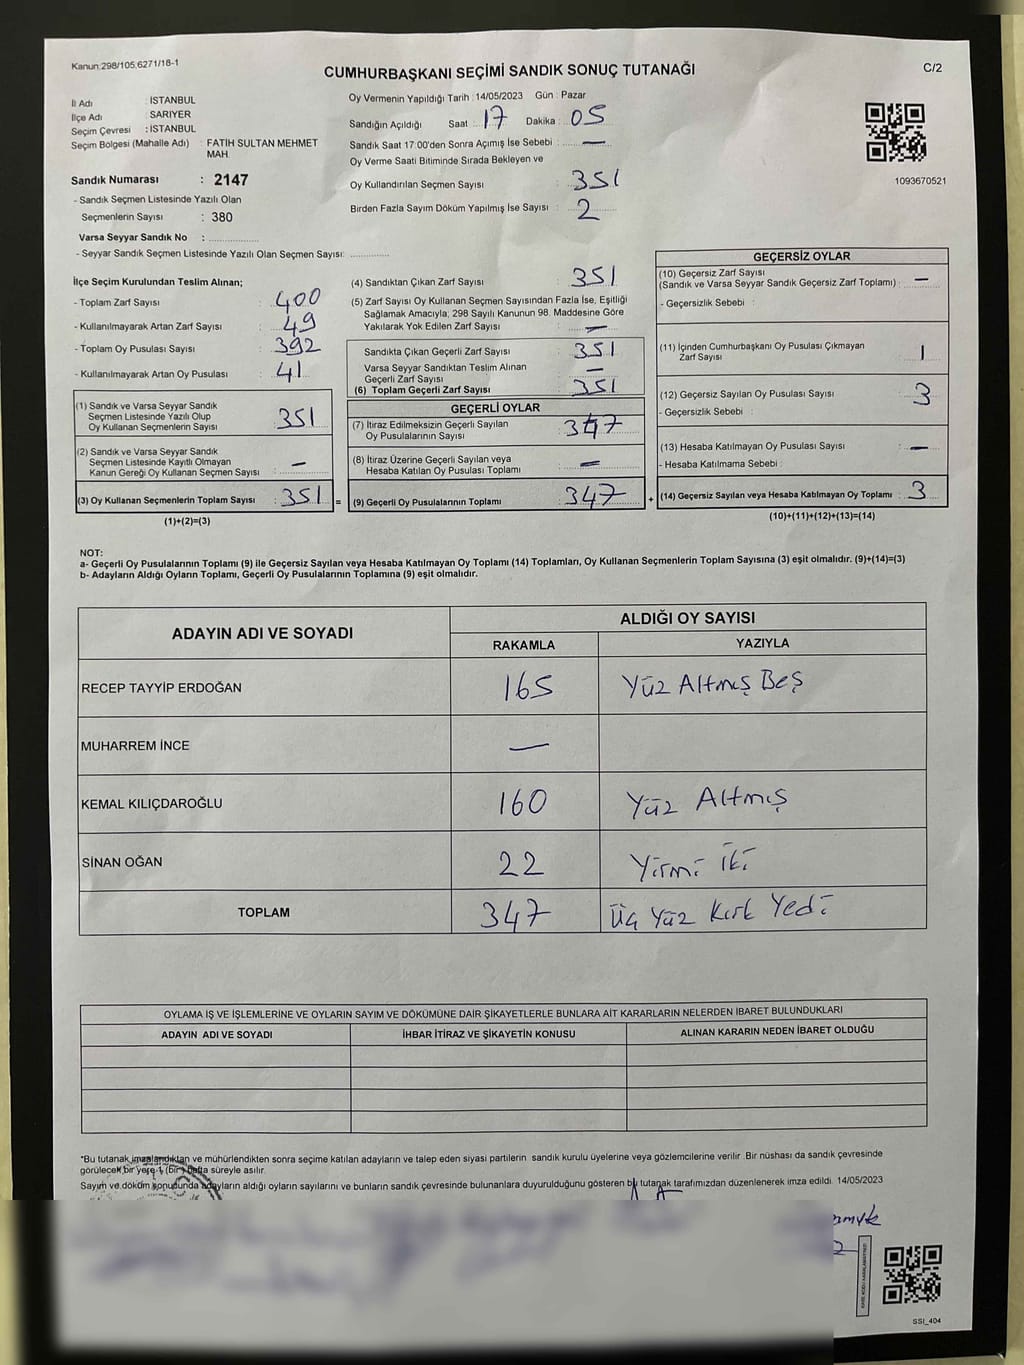 Kanun:298/105,6271/18-1
CUMHURBAŞKANI SEÇİMİ SANDIK SONUÇ TUTANAĞI
C/2
İl Adı : İSTANBUL
İlçe Adı : SARIYER
Seçim Çevresi : İSTANBUL
Seçim Bölgesi (Mahalle Adı) : FATİH SULTAN MEHMET MAH.
Sandık Numarası : 2147
- Sandık Seçmen Listesinde Yazılı Olan
Seçmenlerin Sayısı : 380
Varsa Seyyar Sandık No :
- Seyyar Sandık Seçmen Listesinde Yazılı Olan Seçmen Sayısı:
Oy Vermenin Yapıldığı Tarih : 14/05/2023 Gün : Pazar
Sandığın Açıldığı Saat : 17 Dakika : 05
Sandık Saat 17:00'den Sonra Açımış İse Sebebi : —
Oy Verme Saati Bitiminde Sırada Bekleyen ve
Oy Kullandırılan Seçmen Sayısı : 351
Birden Fazla Sayım Döküm Yapılmış İse Sayısı : 2
1093670521
İlçe Seçim Kurulundan Teslim Alınan;
- Toplam Zarf Sayısı : 400
- Kullanılmayarak Artan Zarf Sayısı : 49
- Toplam Oy Pusulası Sayısı : 392
- Kullanılmayarak Artan Oy Pusulası : 41
(1) Sandık ve Varsa Seyyar Sandık
Seçmen Listesinde Yazılı Olup
Oy Kullanan Seçmenlerin Sayısı : 351
(2) Sandık ve Varsa Seyyar Sandık
Seçmen Listesinde Kayıtlı Olmayan
Kanun Gereği Oy Kullanan Seçmen Sayısı : —
(3) Oy Kullanan Seçmenlerin Toplam Sayısı : 351 =
(1)+(2)=(3)
(4) Sandıktan Çıkan Zarf Sayısı : 351
(5) Zarf Sayısı Oy Kullanan Seçmen Sayısından Fazla İse, Eşitliği
Sağlamak Amacıyla; 298 Sayılı Kanunun 98. Maddesine Göre
Yakılarak Yok Edilen Zarf Sayısı : —
Sandıkta Çıkan Geçerli Zarf Sayısı : 351
Varsa Seyyar Sandıktan Teslim Alınan
Geçerli Zarf Sayısı : —
(6) Toplam Geçerli Zarf Sayısı : 351
GEÇERLİ OYLAR
(7) İtiraz Edilmeksizin Geçerli Sayılan
Oy Pusulalarının Sayısı : 347
(8) İtiraz Üzerine Geçerli Sayılan veya
Hesaba Katılan Oy Pusulası Toplamı : —
(9) Geçerli Oy Pusulalarının Toplamı : 347 +
GEÇERSİZ OYLAR
(10) Geçersiz Zarf Sayısı
(Sandık ve Varsa Seyyar Sandık Geçersiz Zarf Toplamı) : —
- Geçersizlik Sebebi :
(11) İçinden Cumhurbaşkanı Oy Pusulası Çıkmayan
Zarf Sayısı : 1
(12) Geçersiz Sayılan Oy Pusulası Sayısı : 3
- Geçersizlik Sebebi :
(13) Hesaba Katılmayan Oy Pusulası Sayısı : —
- Hesaba Katılmama Sebebi :
(14) Geçersiz Sayılan veya Hesaba Katılmayan Oy Toplamı : 3
(10)+(11)+(12)+(13)=(14)
NOT:
a- Geçerli Oy Pusulalarının Toplamı (9) ile Geçersiz Sayılan veya Hesaba Katılmayan Oy Toplamı (14) Toplamları, Oy Kullanan Seçmenlerin Toplam Sayısına (3) eşit olmalıdır. (9)+(14)=(3)
b- Adayların Aldığı Oyların Toplamı, Geçerli Oy Pusulalarının Toplamına (9) eşit olmalıdır.
ADAYIN ADI VE SOYADI ALDIĞI OY SAYISI
RAKAMLA YAZIYLA
RECEP TAYYİP ERDOĞAN 165 Yüz Altmış Beş
MUHARREM İNCE —
KEMAL KILIÇDAROĞLU 160 Yüz Altmış
SİNAN OĞAN 22 Yirmi İki
TOPLAM 347 Üç Yüz Kırk Yedi
OYLAMA İŞ VE İŞLEMLERİNE VE OYLARIN SAYIM VE DÖKÜMÜNE DAİR ŞİKAYETLERLE BUNLARA AİT KARARLARIN NELERDEN İBARET BULUNDUKLARI
ADAYIN ADI VE SOYADI İHBAR İTİRAZ VE ŞİKAYETİN KONUSU ALINAN KARARIN NEDEN İBARET OLDUĞU
*Bu tutanak imzalandıktan ve mühürlendikten sonra seçime katılan adayların ve talep eden siyasi partilerin sandık kurulu üyelerine veya gözlemcilerine verilir. Bir nüshası da sandık çevresinde
görülecek bir yere 1 (bir) hafta süreyle asılır.
Sayım ve döküm konusunda adayların aldığı oyların sayılarını ve bunların sandık çevresinde bulunanlara duyurulduğunu gösteren bu tutanak tarafımızdan düzenlenerek imza edildi. 14/05/2023
SSI_404